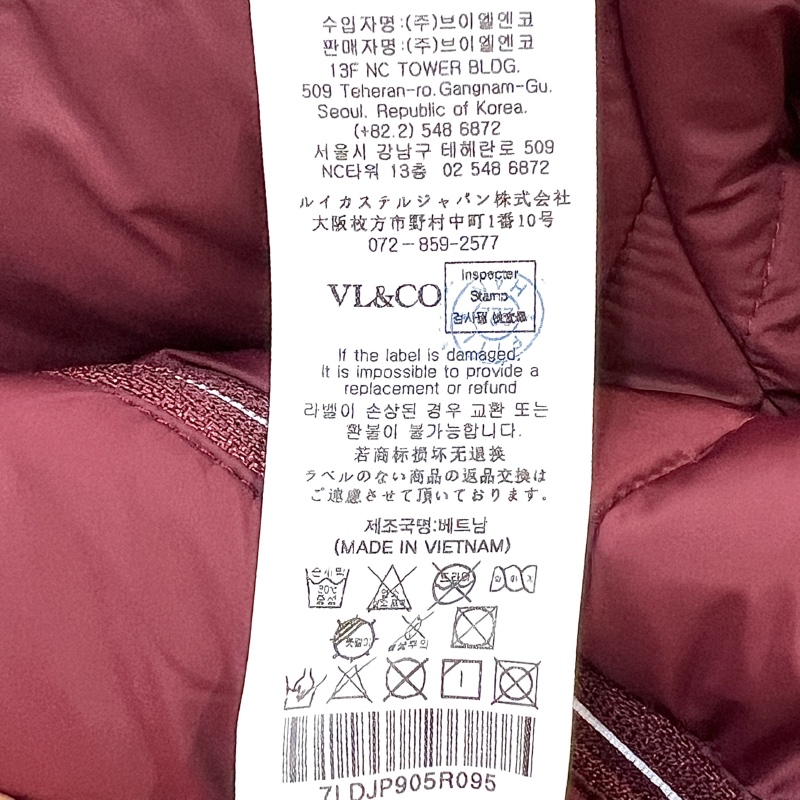 수입자명:(주)브이엘엔코
판매자명:(주)브이엘엔코
13F NC TOWER BLDG.
509 Teheran-ro. Gangnam-Gu.
Seoul. Republic of Korea.
(+82.2) 548 6872
서울시 강남구 테헤란로 509
NC타워 13층 02 548 6872
ルイカステルジャパン株式会社
大阪枚方市野村中町1番10号
072-859-2577
VL&CO
Inspecter
Stamp
If the label is damaged,
It is impossible to provide a
replacement or refund
라벨이 손상된 경우 교환 또는
환불이 불가능합니다.
若商标损坏无退换
ラベルのない商品の返品交換は
ご遠慮させて頂いております。
제조국명:베트남
(MADE IN VIETNAM)
30℃
중성
드라이
7LDJP905R095